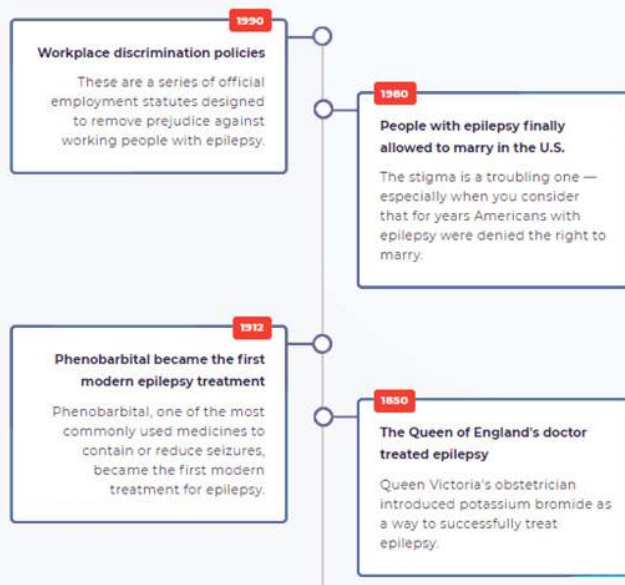 1990
Workplace discrimination policies
These are a series of official
employment statutes designed
to remove prejudice against
working people with epilepsy.
1980
People with epilepsy finally
allowed to marry in the U.S.
The stigma is a troubling one —
especially when you consider
that for years Americans with
epilepsy were denied the right to
marry.
1912
Phenobarbital became the first
modern epilepsy treatment
Phenobarbital, one of the most
commonly used medicines to
contain or reduce seizures,
became the first modern
treatment for epilepsy.
1850
The Queen of England's doctor
treated epilepsy
Queen Victoria's obstetrician
introduced potassium bromide as
a way to successfully treat
epilepsy.